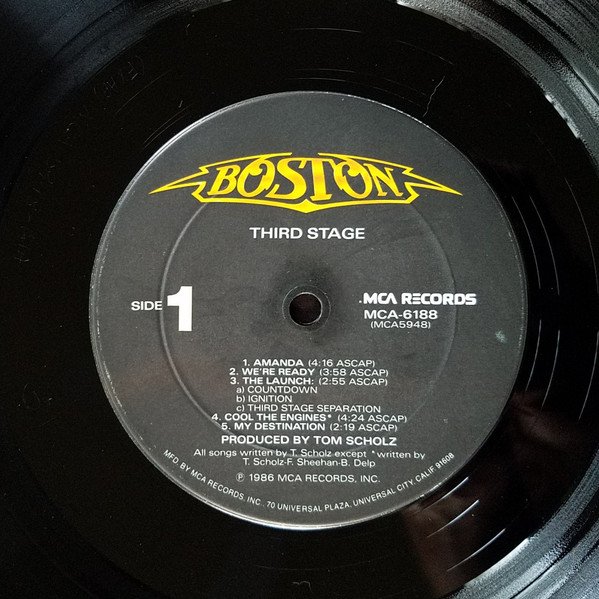 BOSTON
THIRD STAGE
SIDE 1
MCA RECORDS
MCA-6188
(MCA5948)
1. AMANDA (4:16 ASCAP)
2. WE'RE READY (3:58 ASCAP)
3. THE LAUNCH: (2:55 ASCAP)
a) COUNTDOWN
b) IGNITION
c) THIRD STAGE SEPARATION
4. COOL THE ENGINES* (4:24 ASCAP)
5. MY DESTINATION (2:19 ASCAP)
PRODUCED BY TOM SCHOLZ
All songs written by T. Scholz except *written by
T. Scholz-F. Sheehan-B. Delp
℗ 1986 MCA RECORDS, INC.
MFD. BY MCA RECORDS, INC., 70 UNIVERSAL PLAZA, UNIVERSAL CITY, CALIF. 91608